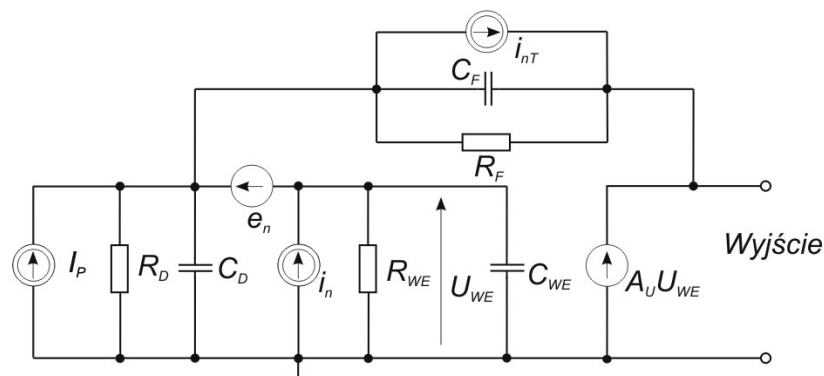 i_nT
C_F
R_F
e_n
I_P
R_D
C_D
i_n
R_WE
U_WE
C_WE
A_U U_WE
Wyjście